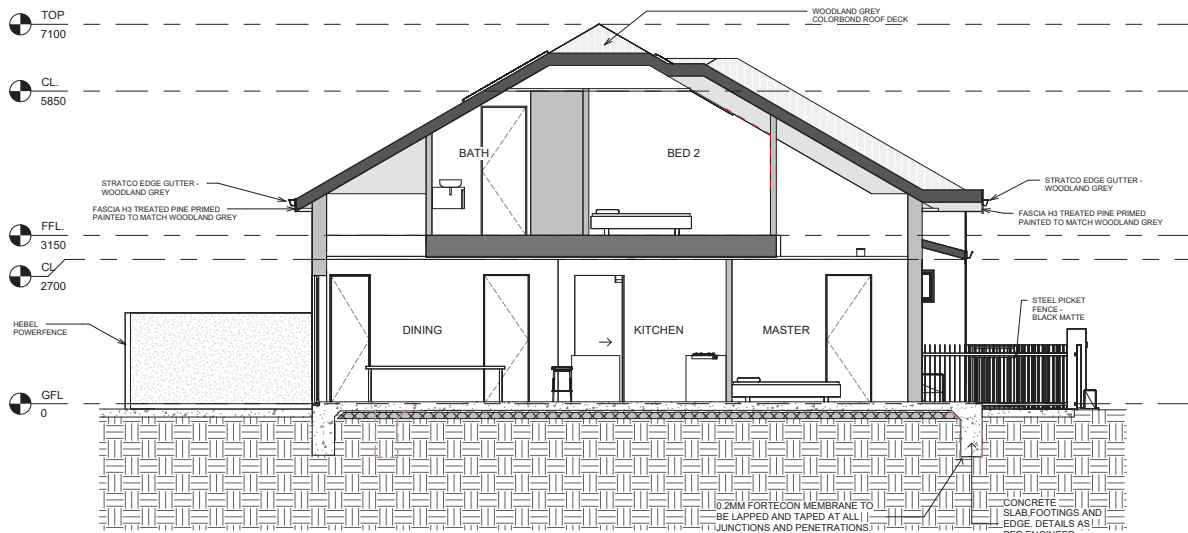 TOP
7100
WOODLAND GREY
COLORBOND ROOF DECK
CL.
5850
BATH
BED 2
STRATCO EDGE GUTTER -
WOODLAND GREY
FASCIA H3 TREATED PINE PRIMED
PAINTED TO MATCH WOODLAND GREY
STRATCO EDGE GUTTER -
WOODLAND GREY
FASCIA H3 TREATED PINE PRIMED
PAINTED TO MATCH WOODLAND GREY
FFL.
3150
CL
2700
HEBEL
POWERFENCE
DINING
KITCHEN
MASTER
STEEL PICKET
FENCE -
BLACK MATTE
GFL
0
0.2MM FORTECON MEMBRANE TO
BE LAPPED AND TAPED AT ALL
JUNCTIONS AND PENETRATIONS.
CONCRETE
SLAB,FOOTINGS AND
EDGE. DETAILS AS
PER ENGINEER